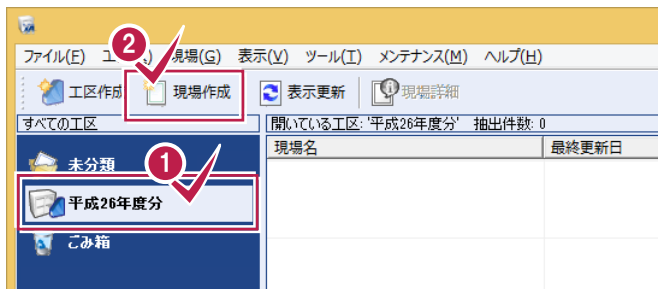 ファイル(F) 現場(G) 表示(V) ツール(T) メンテナンス(M) ヘルプ(H)
工区作成 現場作成 表示更新 現場詳細
すべての工区 開いている工区: '平成26年度分' 抽出件数: 0
現場名 最終更新日
未分類
平成26年度分
ごみ箱
1
2